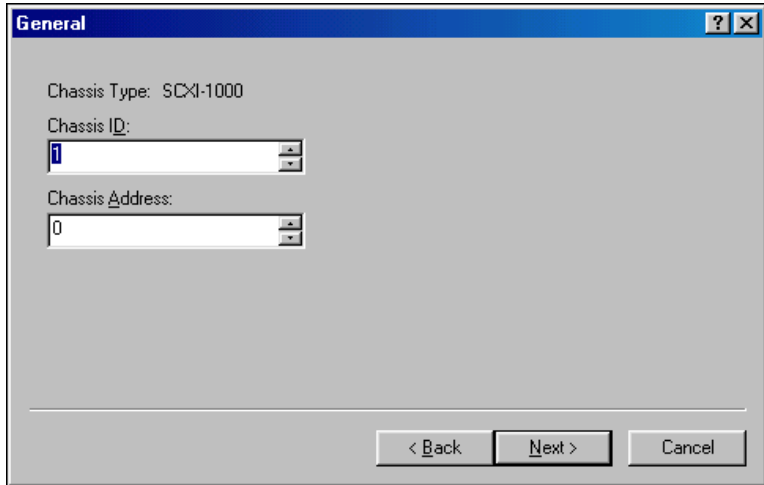 General
Chassis Type: SCXI-1000
Chassis ID:
1
Chassis Address:
0
< Back
Next >
Cancel